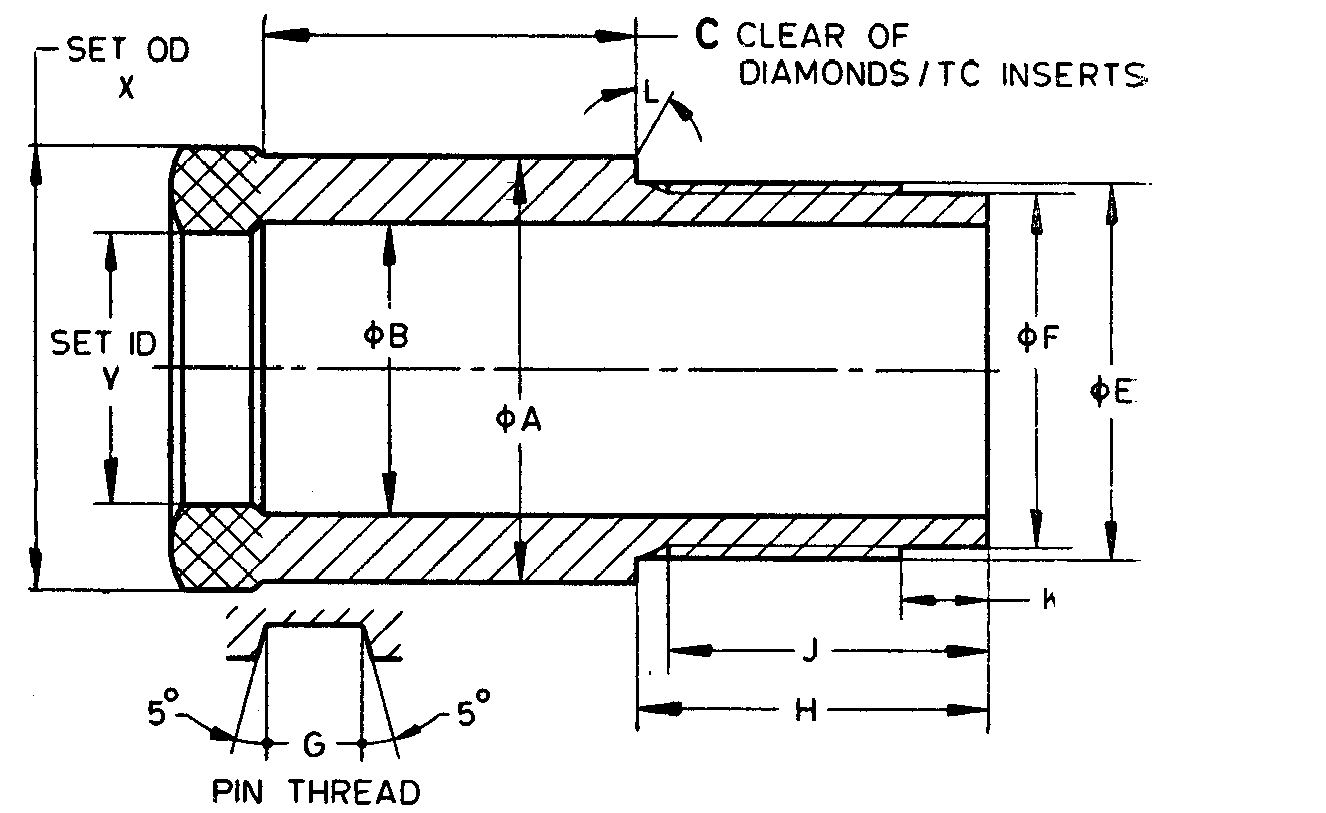 C CLEAR OF
DIAMONDS/TC INSERTS
SET OD
X
L
SET ID
Y
ϕB
ϕA
ϕF
ϕE
K
J
H
5° G 5°
PIN THREAD